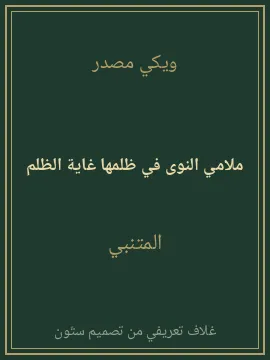 ويكي مصدر
ملامي النوى في ظلمها غاية الظلم
المتنبي
غلاف تعريفي من تصميم سثون